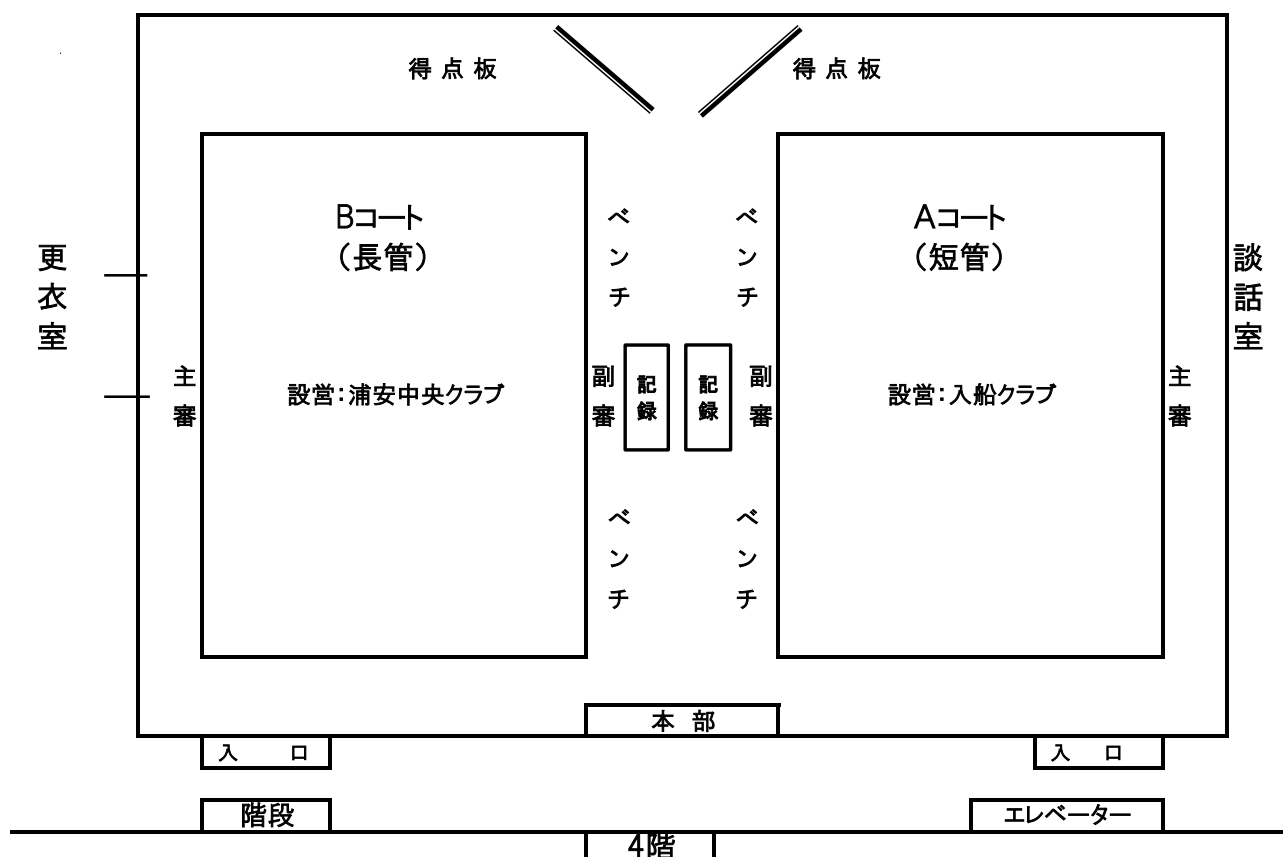 得点板
得点板
Bコート
（長管）
Aコート
（短管）
ベンチ
ベンチ
更衣室
談話室
主審
設営：浦安中央クラブ
副審
記録
記録
副審
設営：入船クラブ
主審
ベンチ
ベンチ
本部
入口
入口
階段
エレベーター
4階